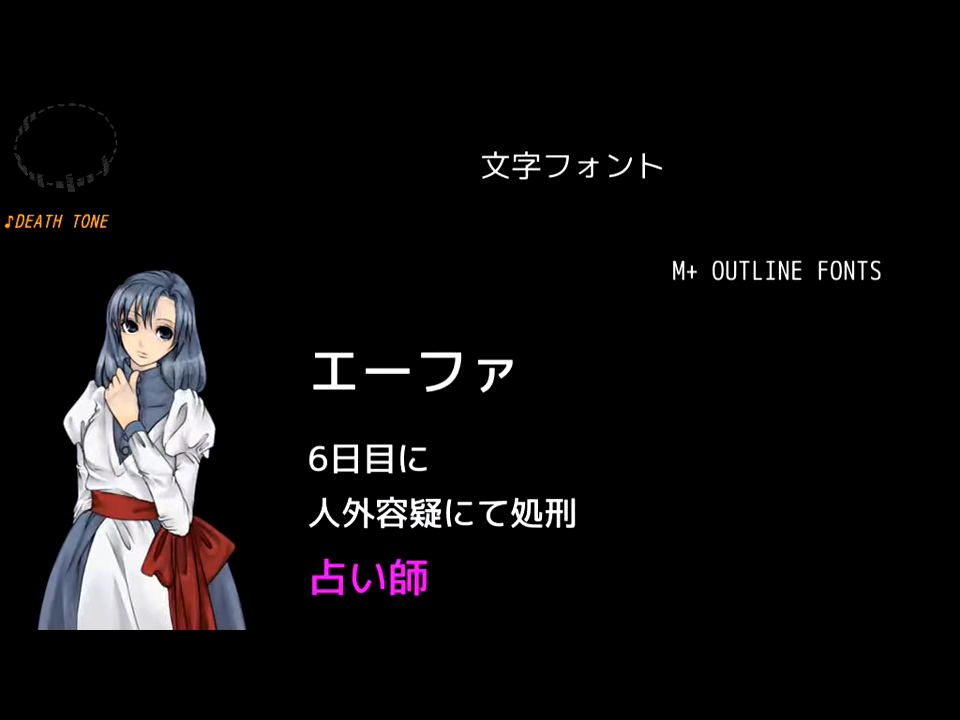 文字フォント
♪DEATH TONE
M+ OUTLINE FONTS
エーファ
6日目に
人外容疑にて処刑
占い師